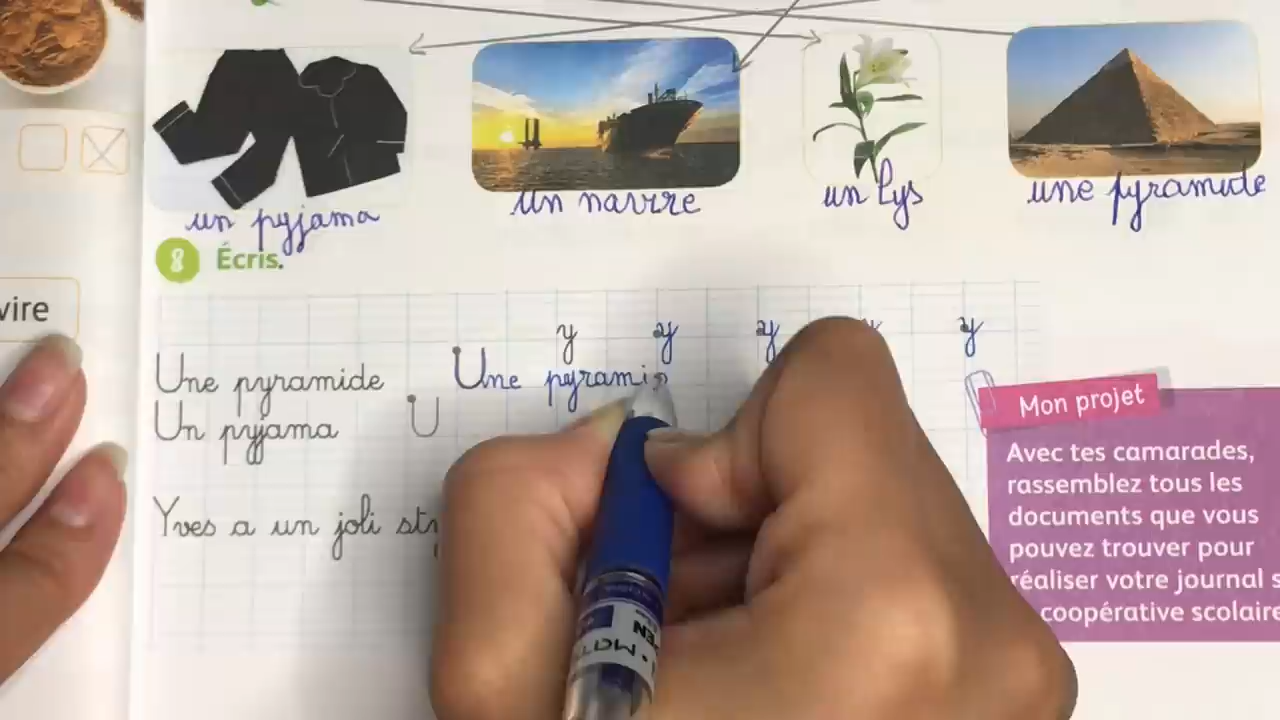 un pyjama
un navire
un lys
une pyramide
8 Écris.
vire
y y y y y
Une pyramide Une pyrami
Un pyjama U
Yves a un joli sty
Mon projet
Avec tes camarades,
rassemblez tous les
documents que vous
pouvez trouver pour
réaliser votre journal s
coopérative scolaire